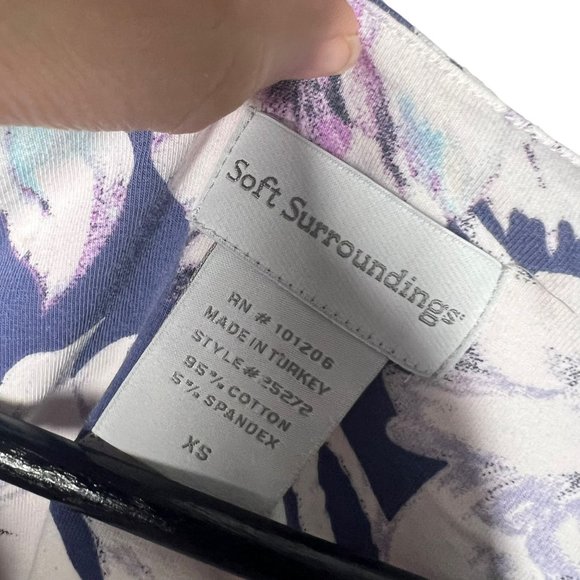 Soft Surroundings
RN # 101206
MADE IN TURKEY
STYLE# 25272
95% COTTON
5% SPANDEX
XS